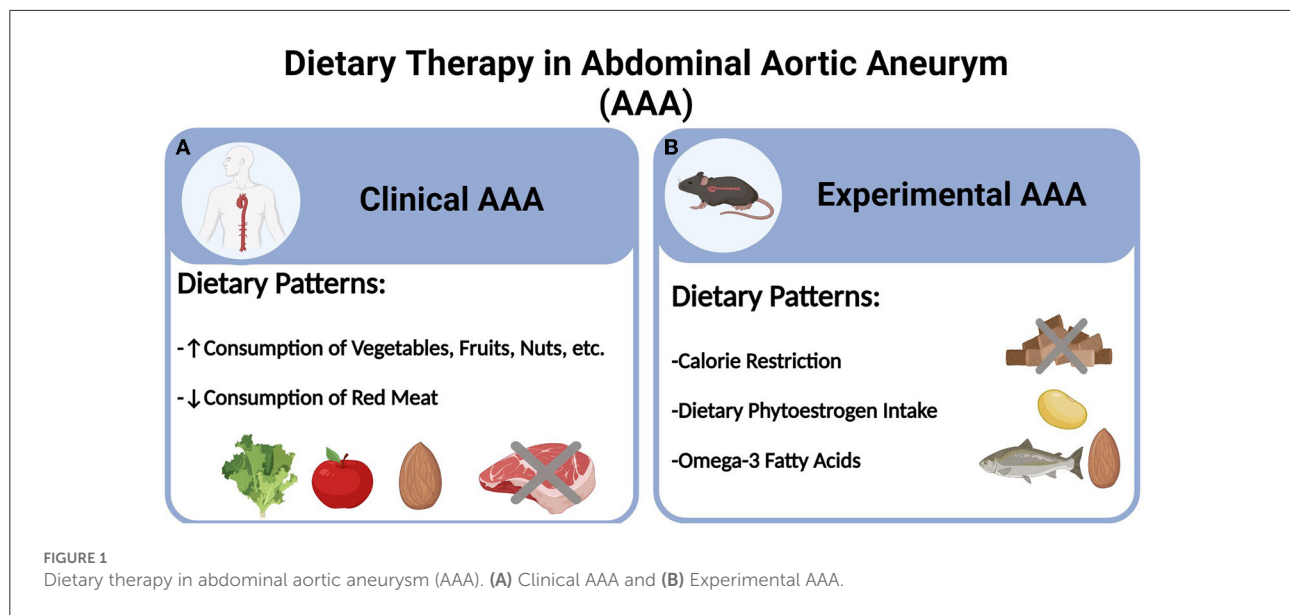 Dietary Therapy in Abdominal Aortic Aneurym
(AAA)
A
Clinical AAA
Dietary Patterns:
-↑Consumption of Vegetables, Fruits, Nuts, etc.
-↓Consumption of Red Meat
B
Experimental AAA
Dietary Patterns:
-Calorie Restriction
-Dietary Phytoestrogen Intake
-Omega-3 Fatty Acids
FIGURE 1
Dietary therapy in abdominal aortic aneurysm (AAA). (A) Clinical AAA and (B) Experimental AAA.